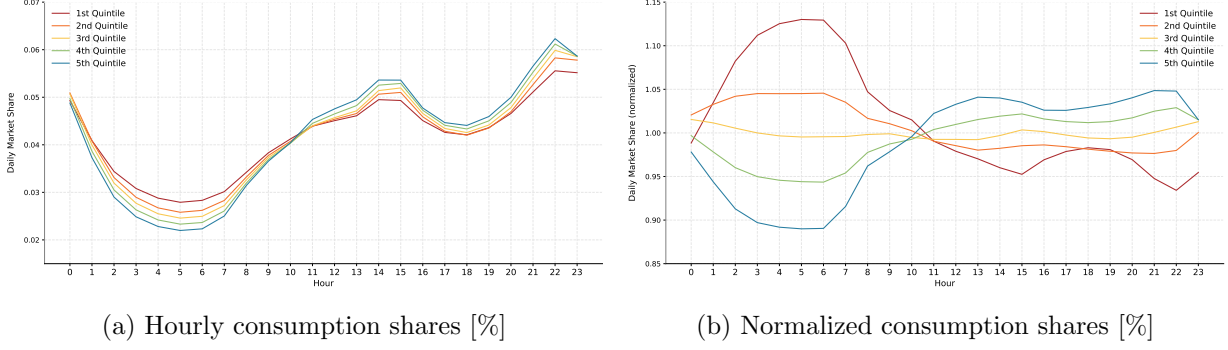 0.07
0.06
0.05
0.04
0.03
0.02
Daily Market Share
1st Quintile
2nd Quintile
3rd Quintile
4th Quintile
5th Quintile
0 1 2 3 4 5 6 7 8 9 10 11 12 13 14 15 16 17 18 19 20 21 22 23
Hour
(a) Hourly consumption shares [%]
1.15
1.10
1.05
1.00
0.95
0.90
0.85
Daily Market Share (normalized)
1st Quintile
2nd Quintile
3rd Quintile
4th Quintile
5th Quintile
0 1 2 3 4 5 6 7 8 9 10 11 12 13 14 15 16 17 18 19 20 21 22 23
Hour
(b) Normalized consumption shares [%]